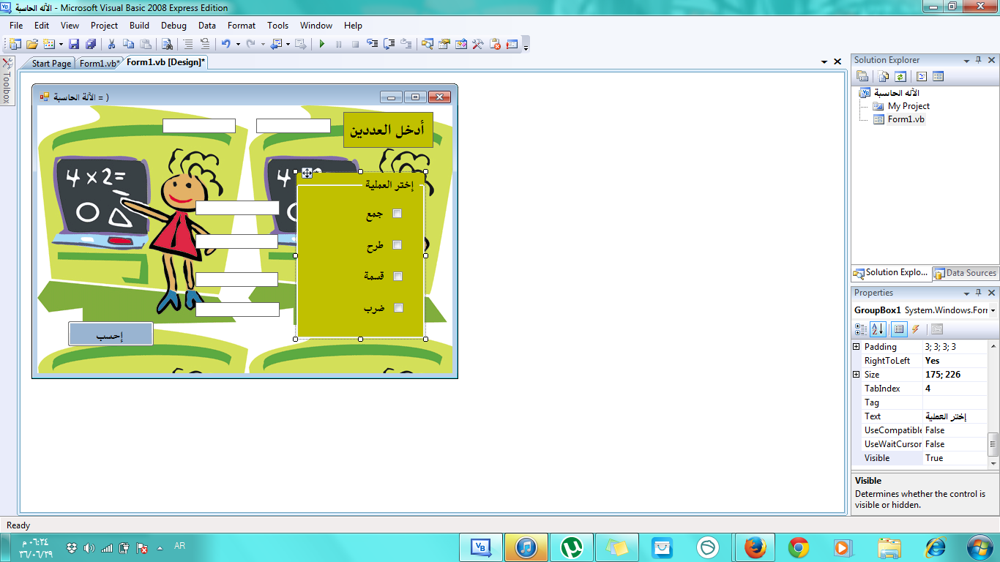 الآله الحاسبة - Microsoft Visual Basic 2008 Express Edition
File Edit View Project Build Debug Data Format Tools Window Help
Start Page Form1.vb* Form1.vb [Design]*
Toolbox
الآلة الحاسبة = )
أدخل العددين
4 x 2=
إختر العملية
جمع
طرح
قسمة
ضرب
إحسب
Solution Explorer
الآله الحاسبة
My Project
Form1.vb
Solution Explo... Data Sources
Properties
GroupBox1 System.Windows.Forr
Padding 3; 3; 3; 3
RightToLeft Yes
Size 175; 226
TabIndex 4
Tag
Text إختر العملية
UseCompatible False
UseWaitCursor False
Visible True
Visible
Determines whether the control is
visible or hidden.
Ready
٠٦:٢٤ م
٣٦/٠٦/٢٩
AR